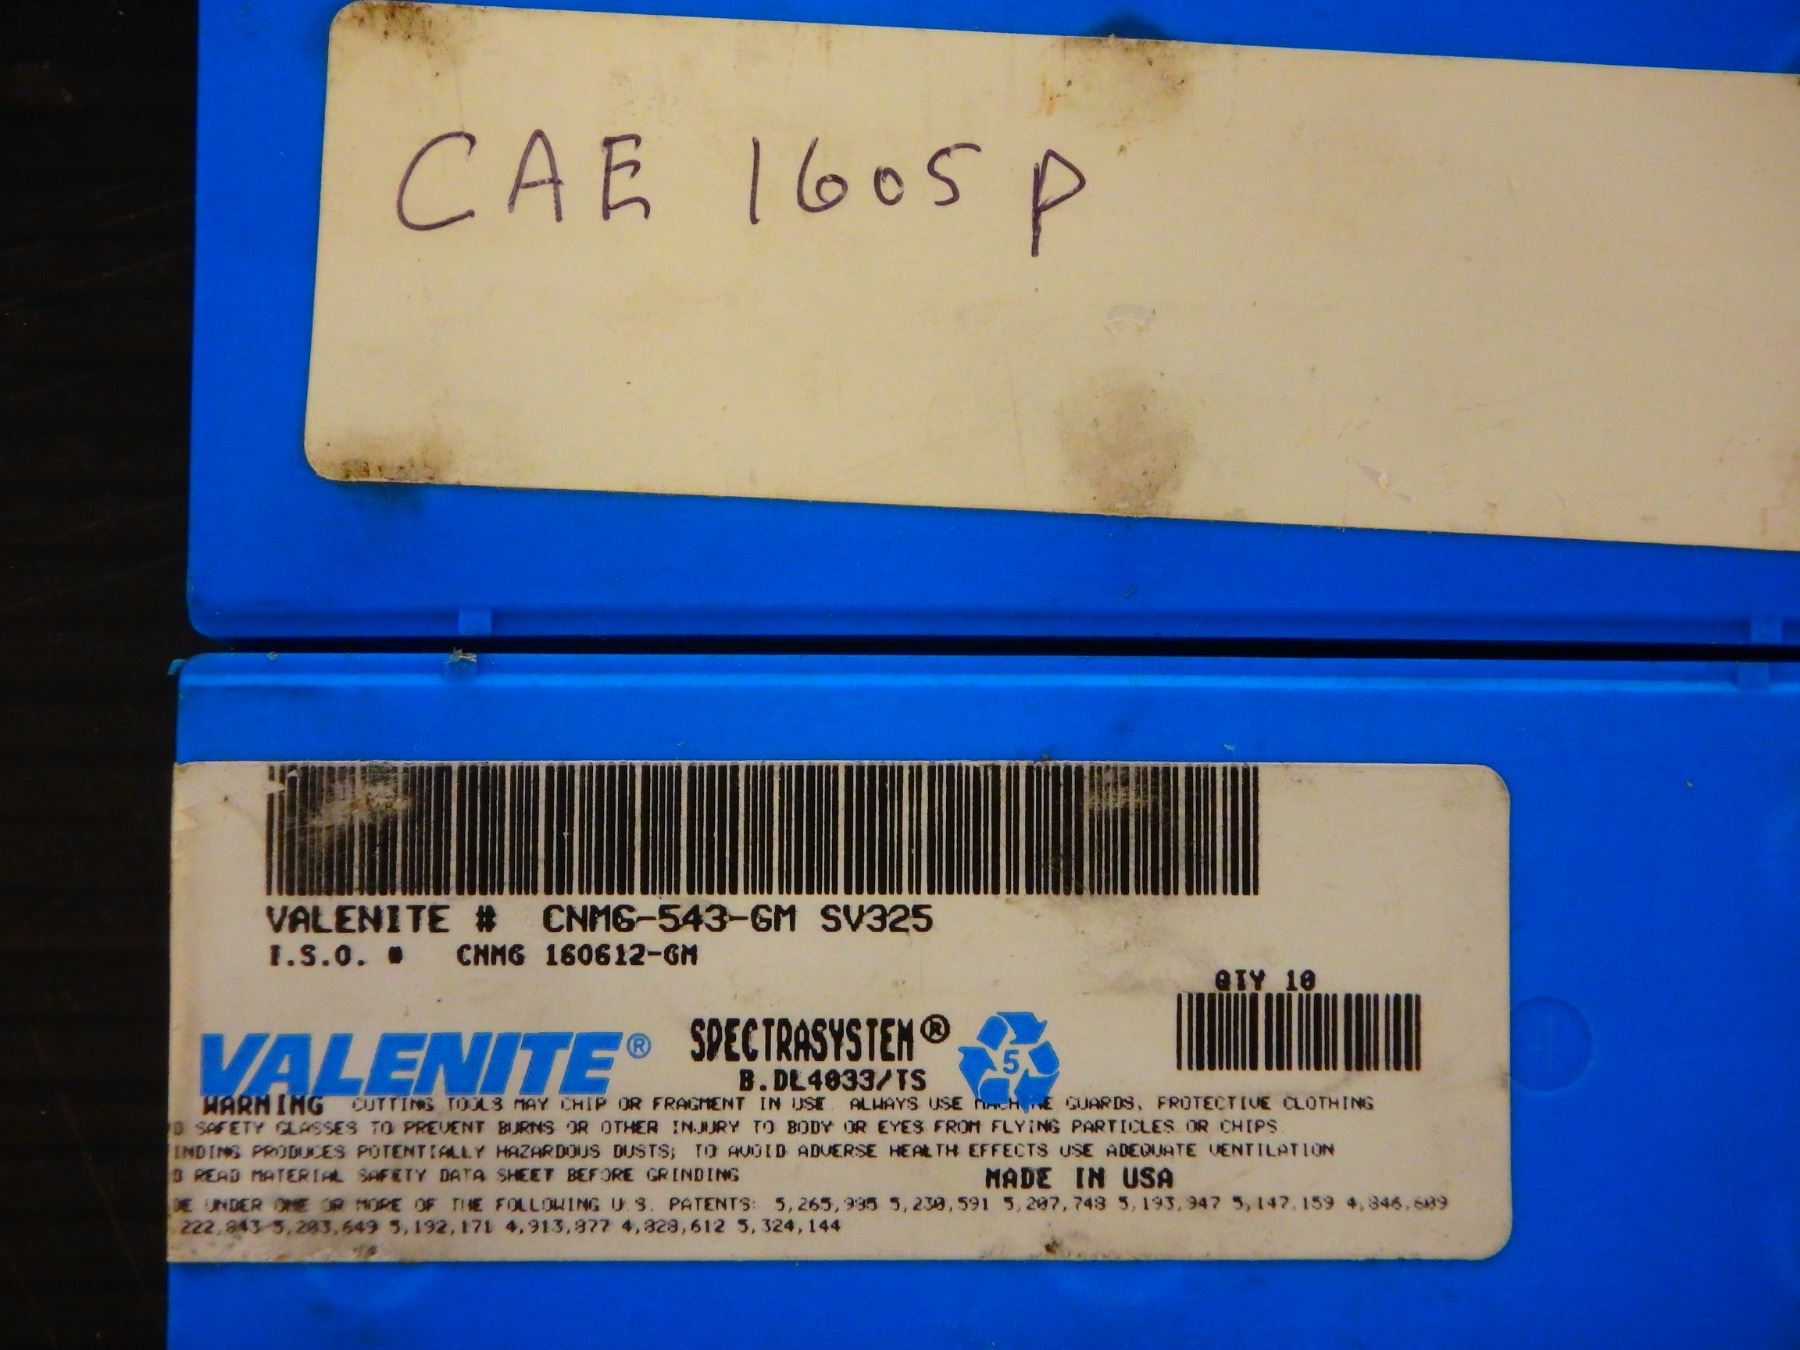 CAE 1605 P
VALENITE # CNMG-543-GM SV325
I.S.O. # CNMG 160612-GM
QTY 10
VALENITE® SPECTRASYSTEM®
5
B.DL4033/TS
4
WARNING CUTTING TOOLS MAY CHIP OR FRAGMENT IN USE ALWAYS USE MACHINE GUARDS, PROTECTIVE CLOTHING
SAFETY GLASSES TO PREVENT BURNS OR OTHER INJURY TO BODY OR EYES FROM FLYING PARTICLES OR CHIPS.
INDING PRODUCES POTENTIALLY HAZARDOUS DUSTS; TO AVOID ADVERSE HEALTH EFFECTS USE ADEQUATE VENTILATION
READ MATERIAL SAFETY DATA SHEET BEFORE GRINDING MADE IN USA
DE UNDER ONE OR MORE OF THE FOLLOWING U.S. PATENTS: 5,265,985 5,230,591 5,207,748 5,193,947 5,147,159 4,846,609
222,843 5,203,649 5,192,171 4,913,877 4,828,612 5,324,144